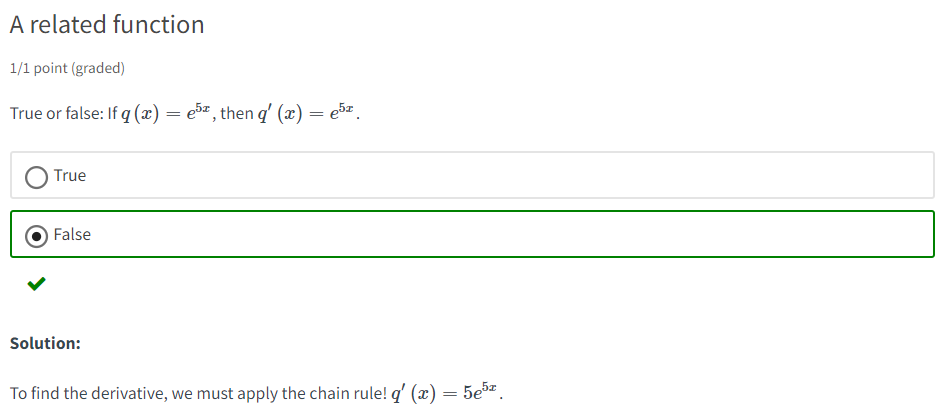 A related function
1/1 point (graded)
True or false: If q (x) = e^{5x}, then q′ (x) = e^{5x}.
True
False
Solution:
To find the derivative, we must apply the chain rule! q′ (x) = 5e^{5x}.